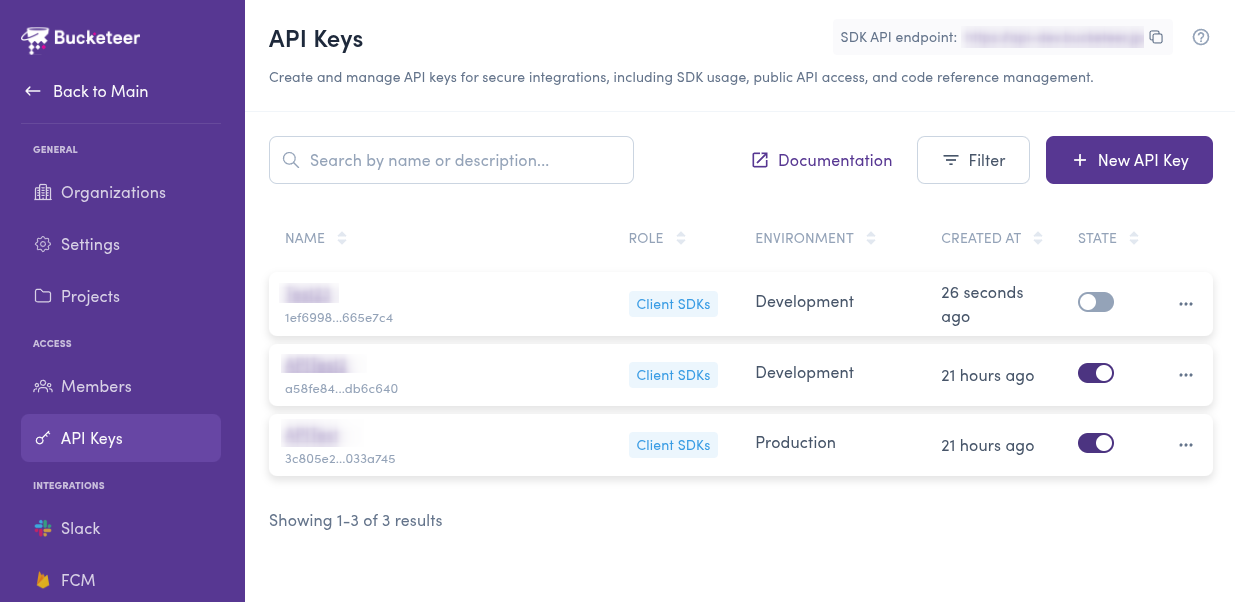 Bucketeer
Back to Main
GENERAL
Organizations
Settings
Projects
ACCESS
Members
API Keys
INTEGRATIONS
Slack
FCM
API Keys
SDK API endpoint:
Create and manage API keys for secure integrations, including SDK usage, public API access, and code reference management.
Search by name or description...
Documentation
Filter
New API Key
NAME ROLE ENVIRONMENT CREATED AT STATE
1ef6998...665e7c4 Client SDKs Development 26 seconds
ago
a58fe84...db6c640 Client SDKs Development 21 hours ago
3c805e2...033a745 Client SDKs Production 21 hours ago
Showing 1-3 of 3 results